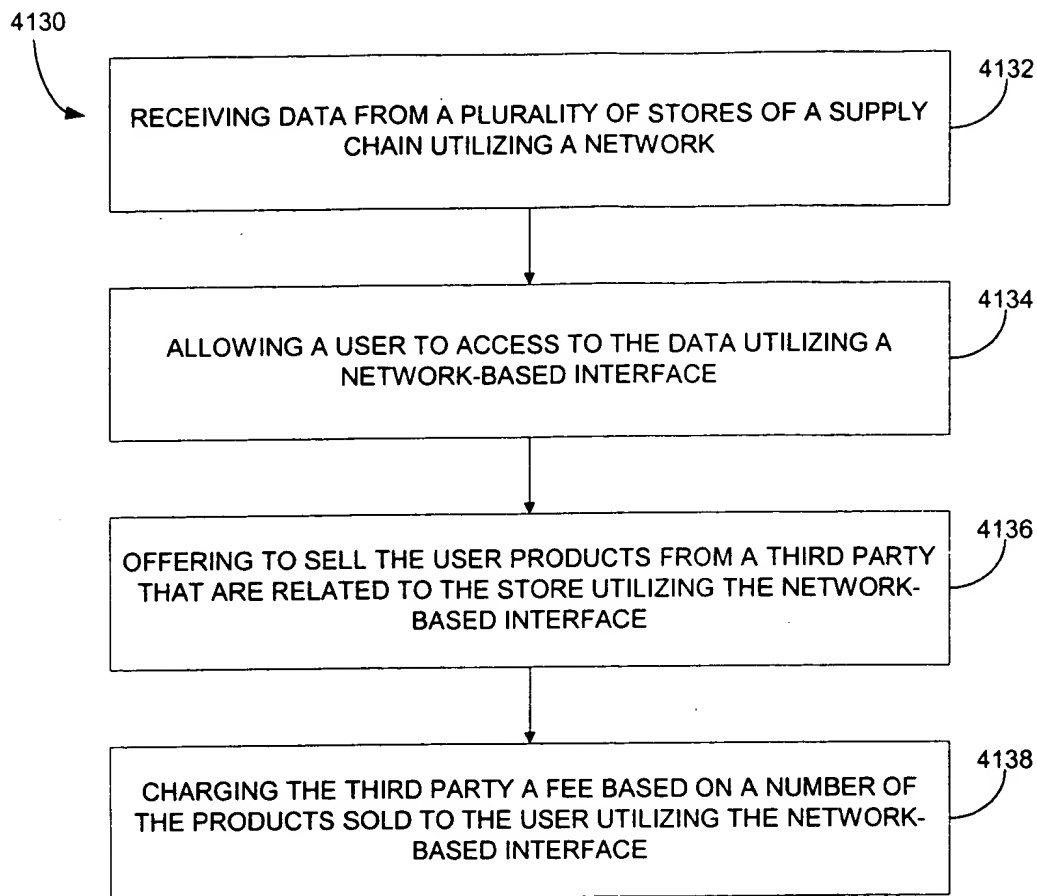 4130
4132
RECEIVING DATA FROM A PLURALITY OF STORES OF A SUPPLY
CHAIN UTILIZING A NETWORK
4134
ALLOWING A USER TO ACCESS TO THE DATA UTILIZING A
NETWORK-BASED INTERFACE
4136
OFFERING TO SELL THE USER PRODUCTS FROM A THIRD PARTY
THAT ARE RELATED TO THE STORE UTILIZING THE NETWORK-
BASED INTERFACE
4138
CHARGING THE THIRD PARTY A FEE BASED ON A NUMBER OF
THE PRODUCTS SOLD TO THE USER UTILIZING THE NETWORK-
BASED INTERFACE